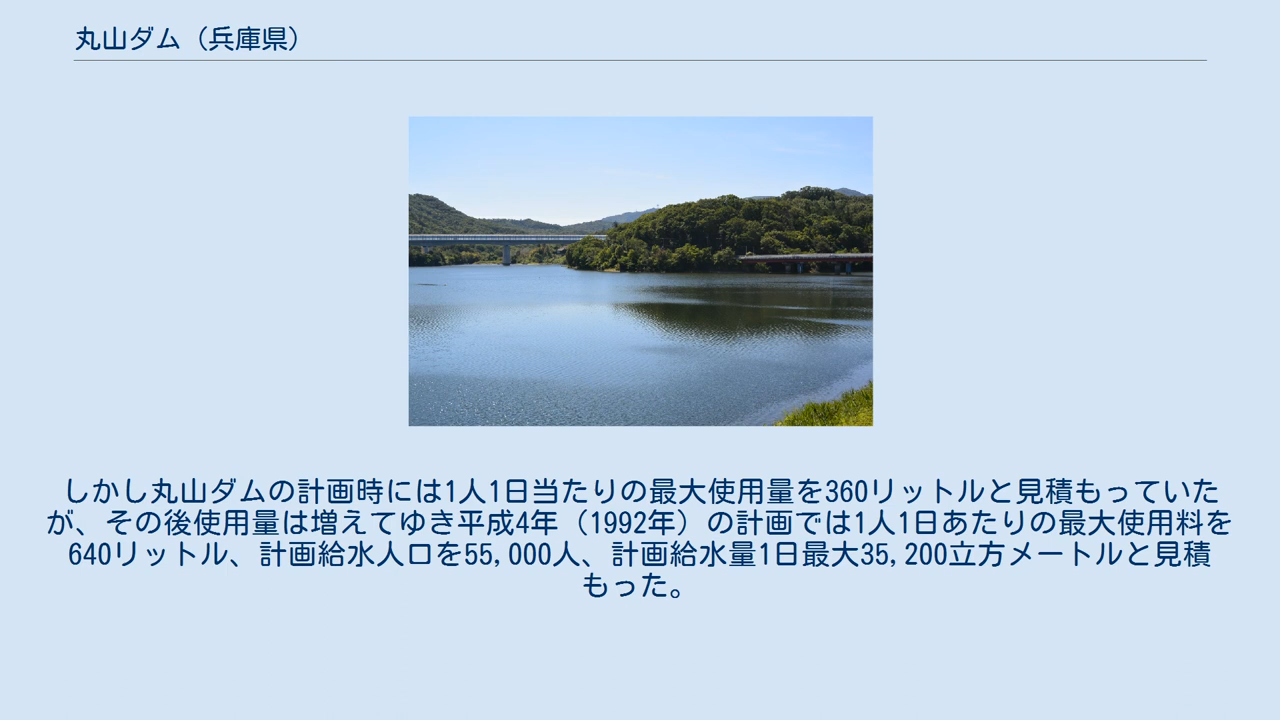 丸山ダム（兵庫県）
しかし丸山ダムの計画時には1人1日当たりの最大使用量を360リットルと見積もっていた
が、その後使用量は増えてゆき平成4年（1992年）の計画では1人1日あたりの最大使用料を
640リットル、計画給水人口を55,000人、計画給水量1日最大35,200立方メートルと見積
もった。